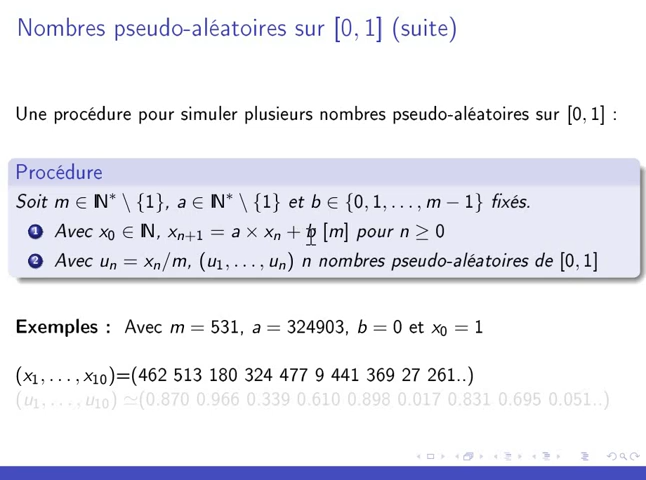 Nombres pseudo-aléatoires sur [0, 1] (suite)
Une procédure pour simuler plusieurs nombres pseudo-aléatoires sur [0, 1] :
Procédure
Soit m ∈ ℕ* \ {1}, a ∈ ℕ* \ {1} et b ∈ {0, 1, . . . , m − 1} fixés.
1 Avec x₀ ∈ ℕ, xₙ₊₁ = a × xₙ + b [m] pour n ≥ 0
2 Avec uₙ = xₙ/m, (u₁, . . . , uₙ) n nombres pseudo-aléatoires de [0, 1]
Exemples : Avec m = 531, a = 324903, b = 0 et x₀ = 1
(x₁, . . . , x₁₀)=(462 513 180 324 477 9 441 369 27 261..)
(u₁, . . . , u₁₀) ≃(0.870 0.966 0.339 0.610 0.898 0.017 0.831 0.695 0.051..)